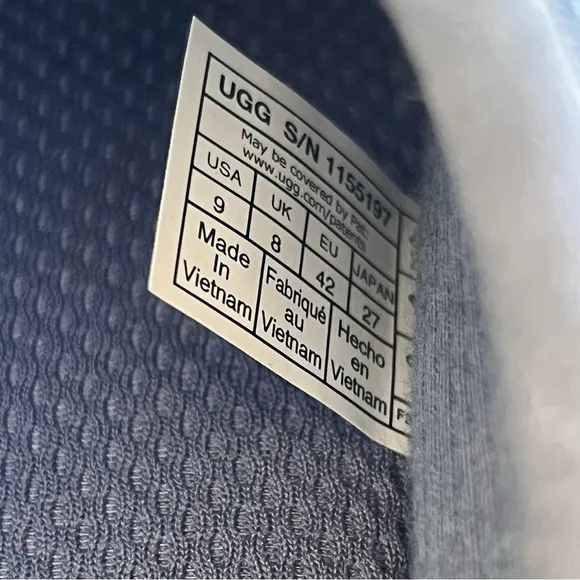 UGG S/N 1155197
May be covered by Pat:
www.ugg.com/patents
USA UK EU JAPAN
9 8 42 27
Made In Vietnam
Fabriqué au Vietnam
Hecho en Vietnam